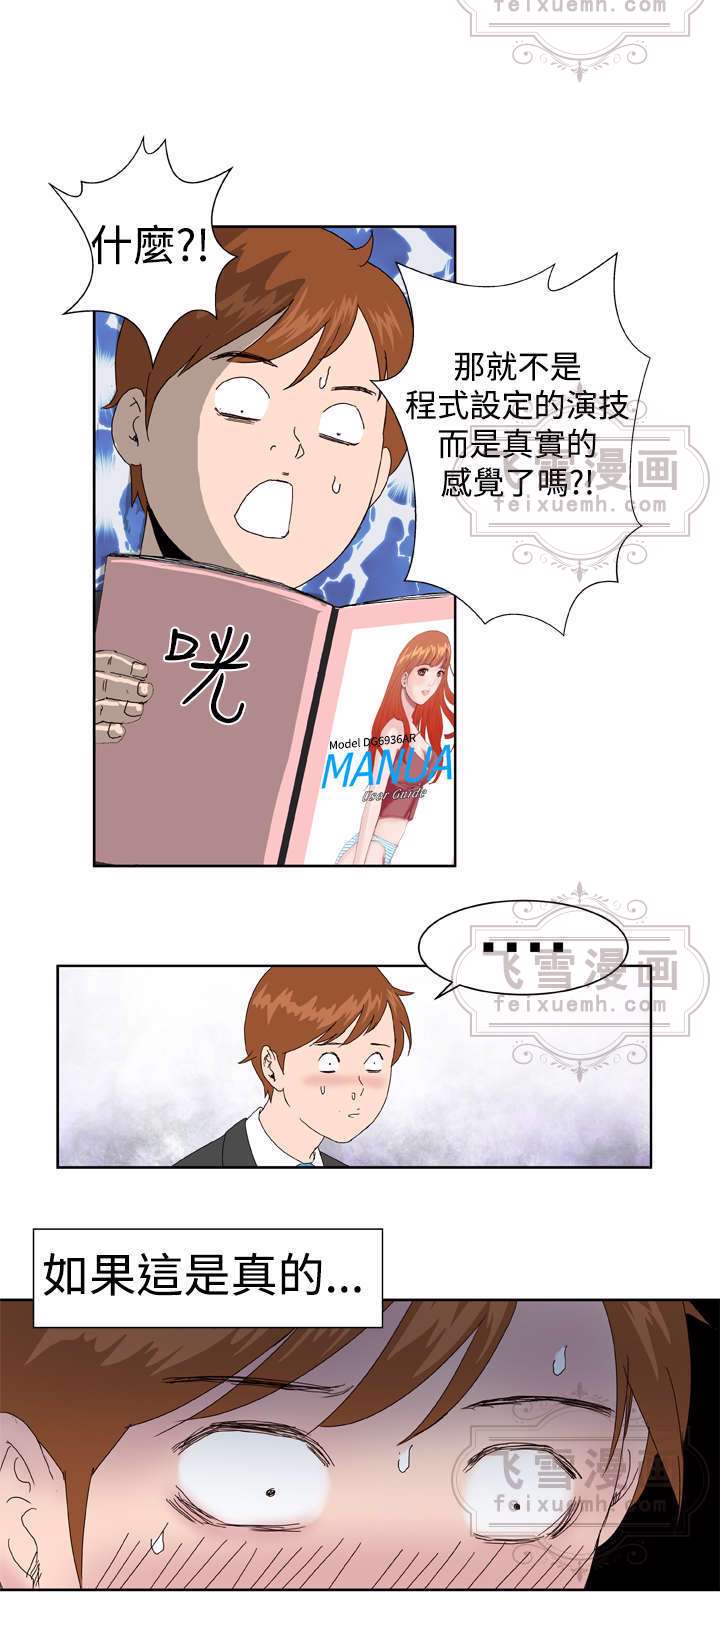 feixuemh.com
什麼?!
那就不是
程式設定的演技
而是真實的
感覺了嗎?!
飞雪漫画
feixuemh.com
咣
Model DG6936AR
MANUA
User Guide
....
飞雪漫画
feixuemh.com
如果這是真的...
飞雪漫画
feixuemh.com